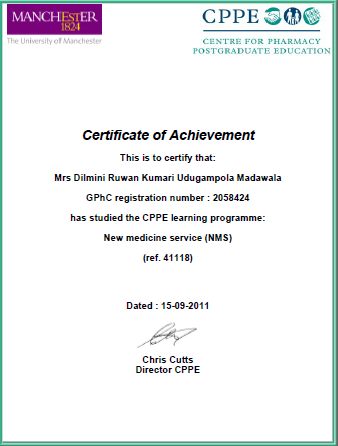 MANCHESTER
1824
The University of Manchester
CPPE
CENTRE FOR PHARMACY
POSTGRADUATE EDUCATION
Certificate of Achievement
This is to certify that:
Mrs Dilmini Ruwan Kumari Udugampola Madawala
GPhC registration number : 2058424
has studied the CPPE learning programme:
New medicine service (NMS)
(ref. 41118)
Dated : 15-09-2011
Chris Cutts
Director CPPE